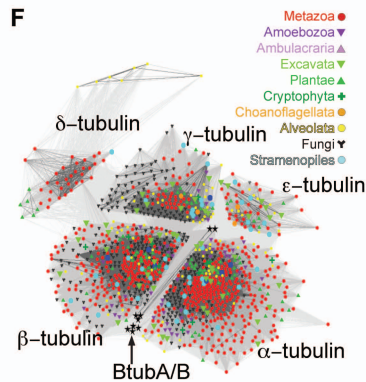 F
Metazoa
Amoebozoa
Ambulacraria
Excavata
Plantae
Cryptophyta
Choanoflagellata
Alveolata
Fungi
Stramenopiles
δ-tubulin
γ-tubulin
ε-tubulin
β-tubulin
α-tubulin
BtubA/B